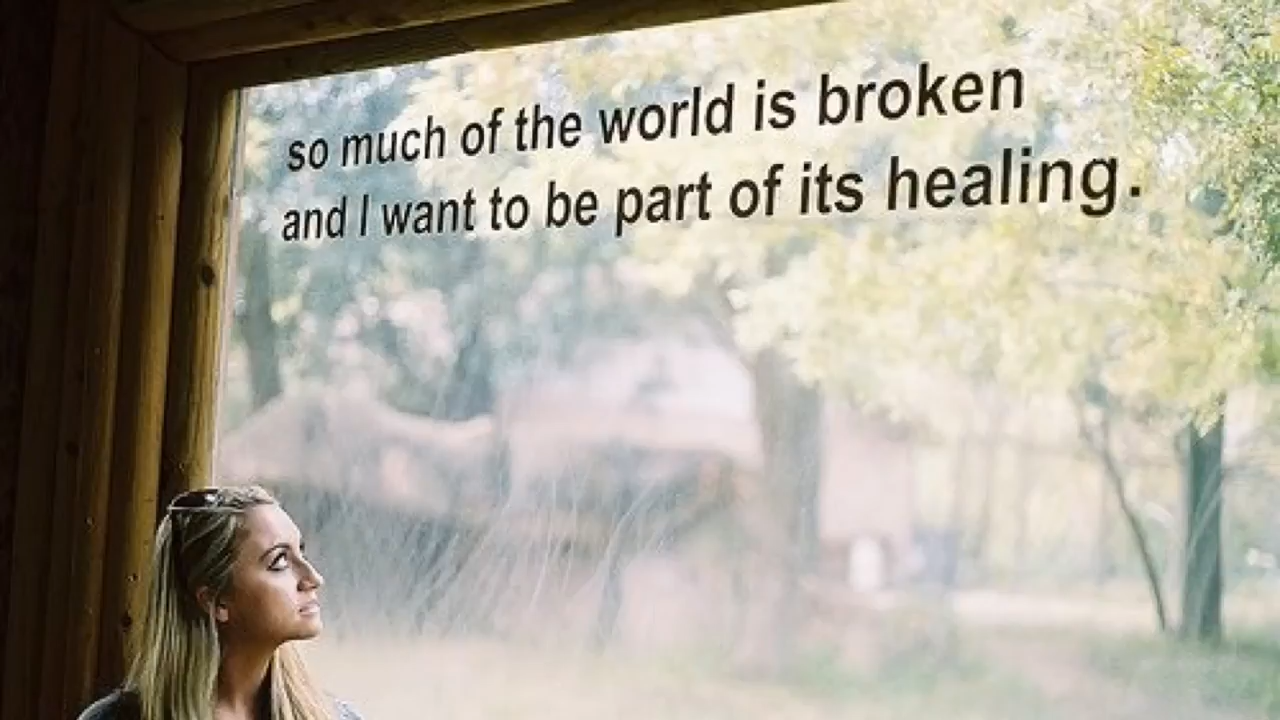 so much of the world is broken
and I want to be part of its healing.